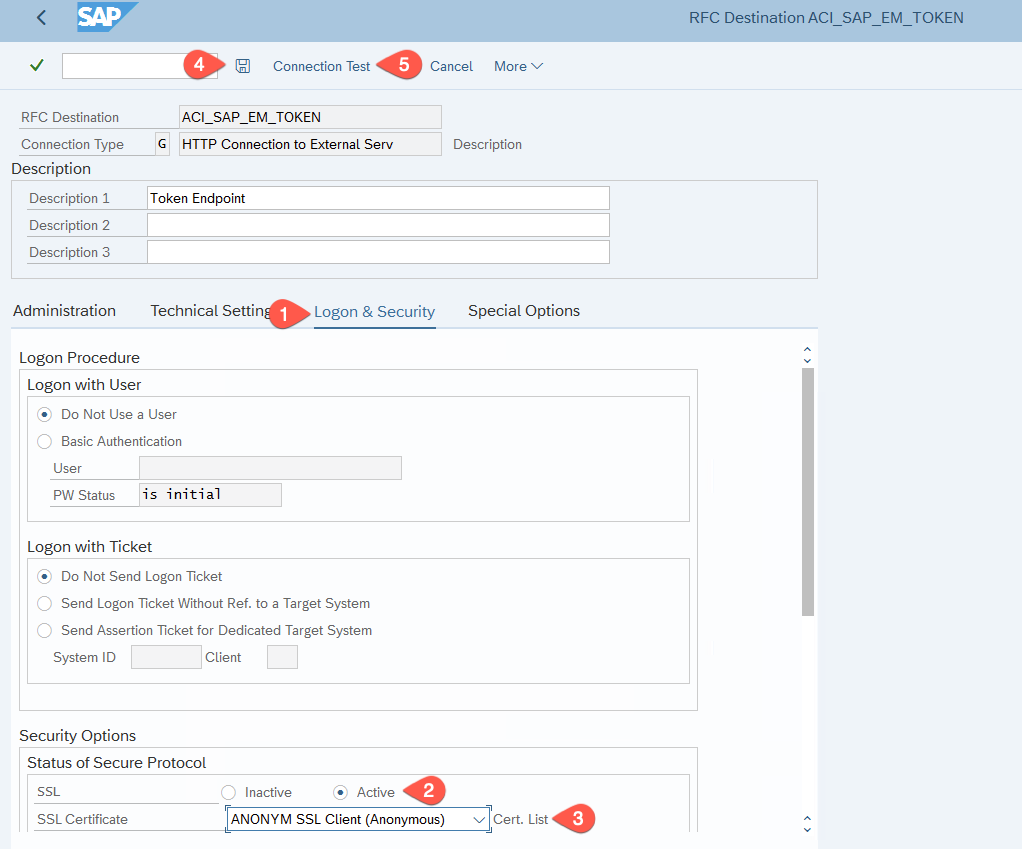 SAP RFC Destination ACI_SAP_EM_TOKEN
4 Connection Test 5 Cancel More
RFC Destination ACI_SAP_EM_TOKEN
Connection Type G HTTP Connection to External Serv Description
Description
Description 1 Token Endpoint
Description 2
Description 3
Administration Technical Setting 1 Logon & Security Special Options
Logon Procedure
Logon with User
Do Not Use a User
Basic Authentication
User
PW Status is initial
Logon with Ticket
Do Not Send Logon Ticket
Send Logon Ticket Without Ref. to a Target System
Send Assertion Ticket for Dedicated Target System
System ID Client
Security Options
Status of Secure Protocol
SSL Inactive Active 2
SSL Certificate ANONYM SSL Client (Anonymous) Cert. List 3